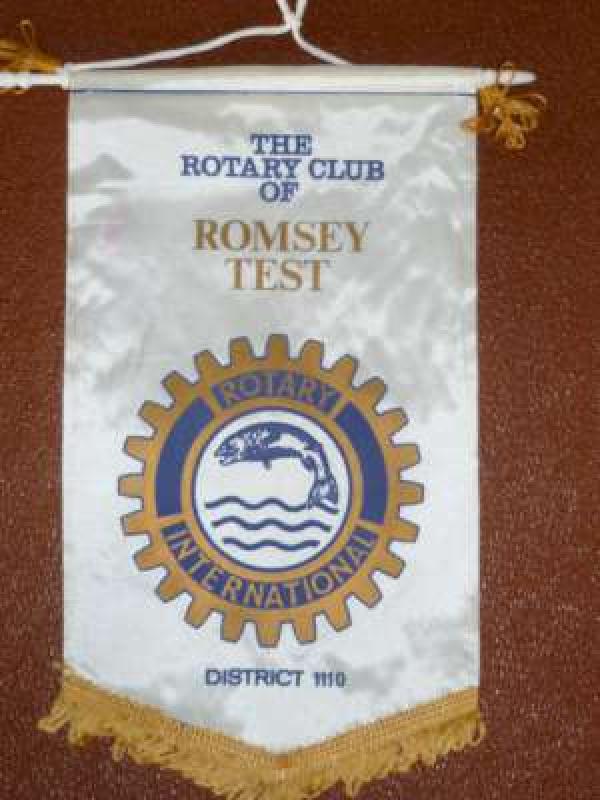 THE
ROTARY CLUB
OF
ROMSEY
TEST
ROTARY
INTERNATIONAL
DISTRICT 1110